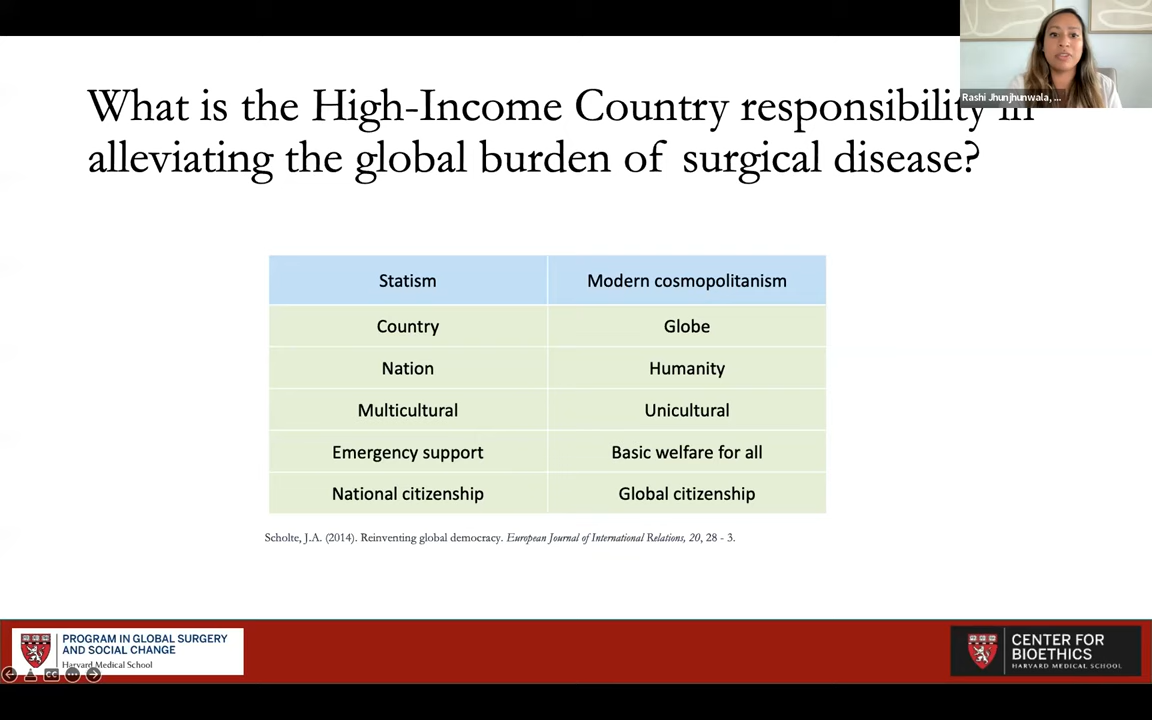 Rashi Jhunjhunwala, ...
What is the High-Income Country responsibility in
alleviating the global burden of surgical disease?
Statism Modern cosmopolitanism
Country Globe
Nation Humanity
Multicultural Unicultural
Emergency support Basic welfare for all
National citizenship Global citizenship
Scholte, J.A. (2014). Reinventing global democracy. European Journal of International Relations, 20, 28 - 3.
PROGRAM IN GLOBAL SURGERY
AND SOCIAL CHANGE
Harvard Medical School
CC
CENTER FOR
BIOETHICS
HARVARD MEDICAL SCHOOL